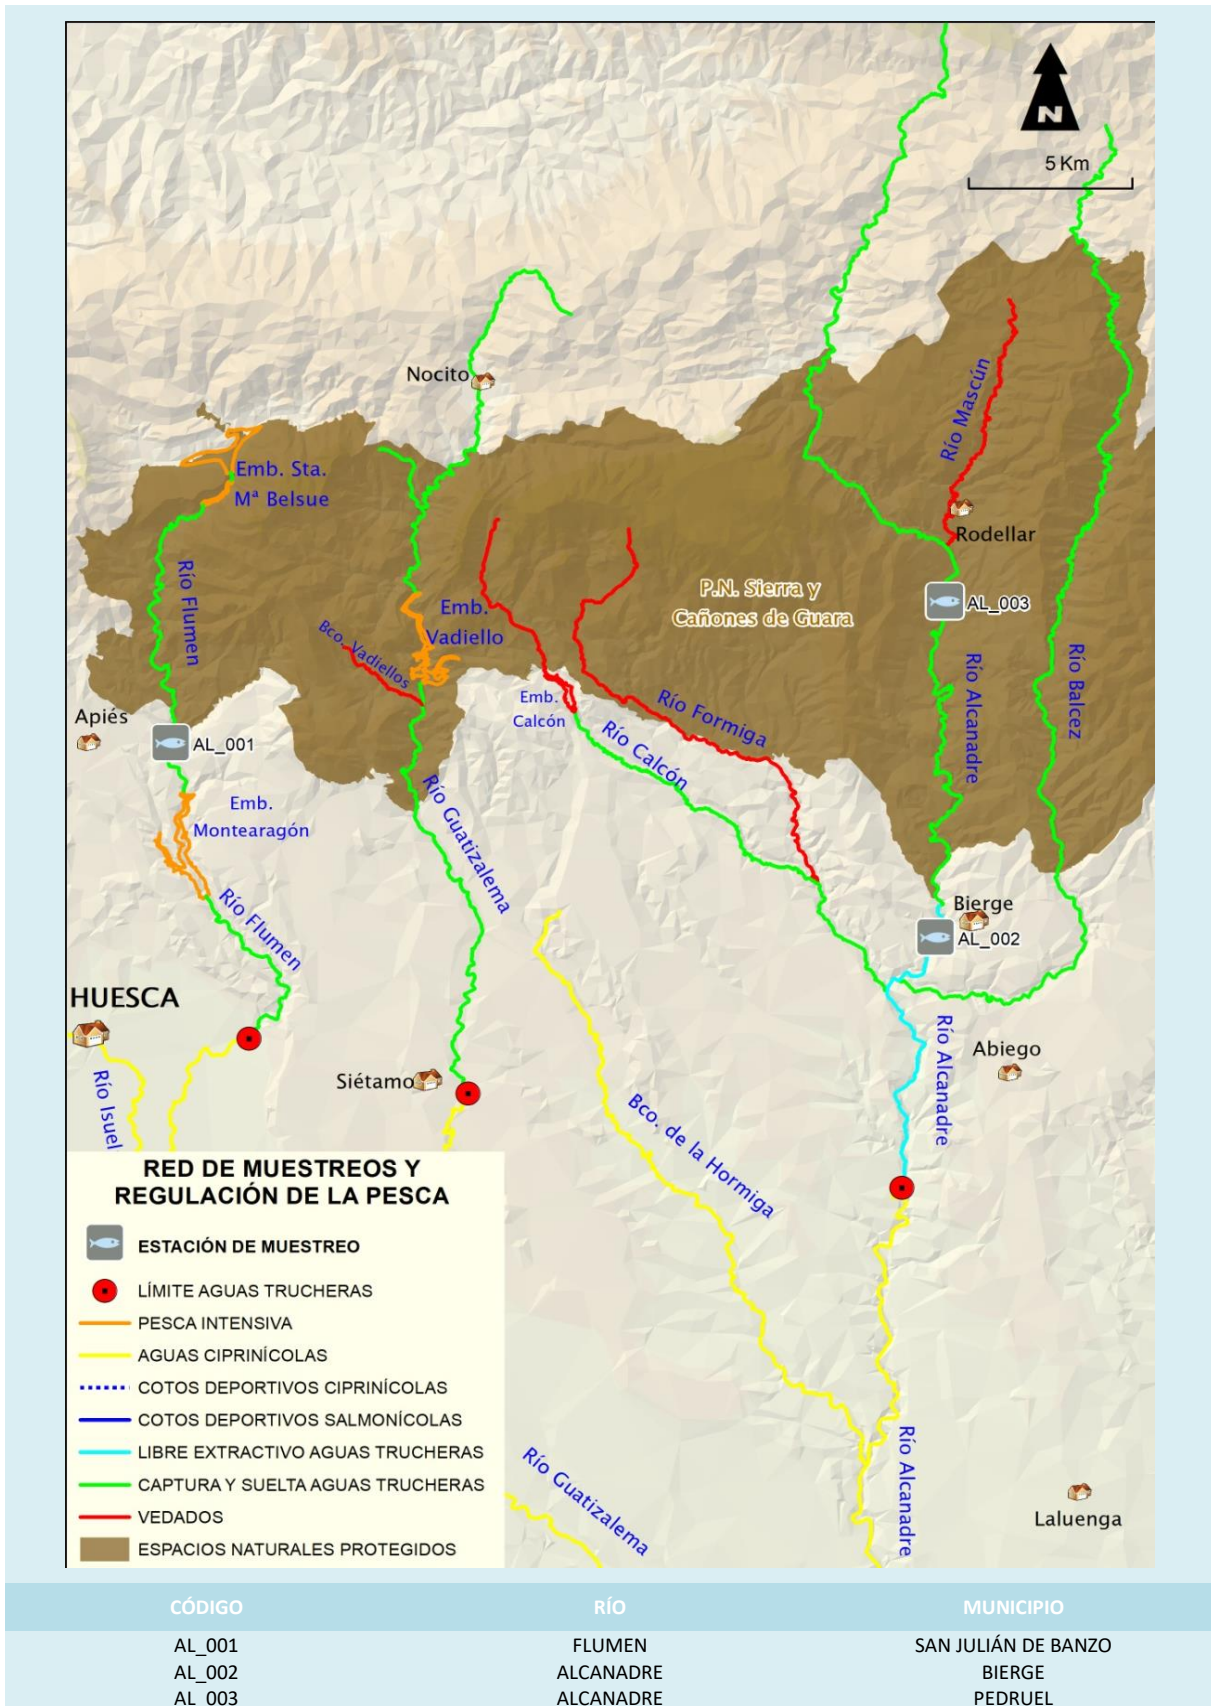 N
5 Km
Nocito
Río Mascún
Emb. Sta.
Mª Belsue
Rodellar
Río Flumen
P.N. Sierra y
Cañones de Guara
AL_003
Emb.
Vadiello
Bco. Vadiellos
Río Alcanadre
Río Balcez
Emb.
Calcón
Río Formiga
Apiés
AL_001
Río Calcón
Emb.
Montearagón
Río Guatizalema
Río Flumen
Bierge
AL_002
HUESCA
Río Alcanadre
Abiego
Siétamo
Río Isuel
Bco. de la Hormiga
RED DE MUESTREOS Y
REGULACIÓN DE LA PESCA
ESTACIÓN DE MUESTREO
LÍMITE AGUAS TRUCHERAS
PESCA INTENSIVA
AGUAS CIPRINÍCOLAS
COTOS DEPORTIVOS CIPRINÍCOLAS
COTOS DEPORTIVOS SALMONÍCOLAS
LIBRE EXTRACTIVO AGUAS TRUCHERAS
CAPTURA Y SUELTA AGUAS TRUCHERAS
VEDADOS
ESPACIOS NATURALES PROTEGIDOS
Río Guatizalema
Río Alcanadre
Laluenga
CÓDIGO RÍO MUNICIPIO
AL_001 FLUMEN SAN JULIÁN DE BANZO
AL_002 ALCANADRE BIERGE
AL_003 ALCANADRE PEDRUEL